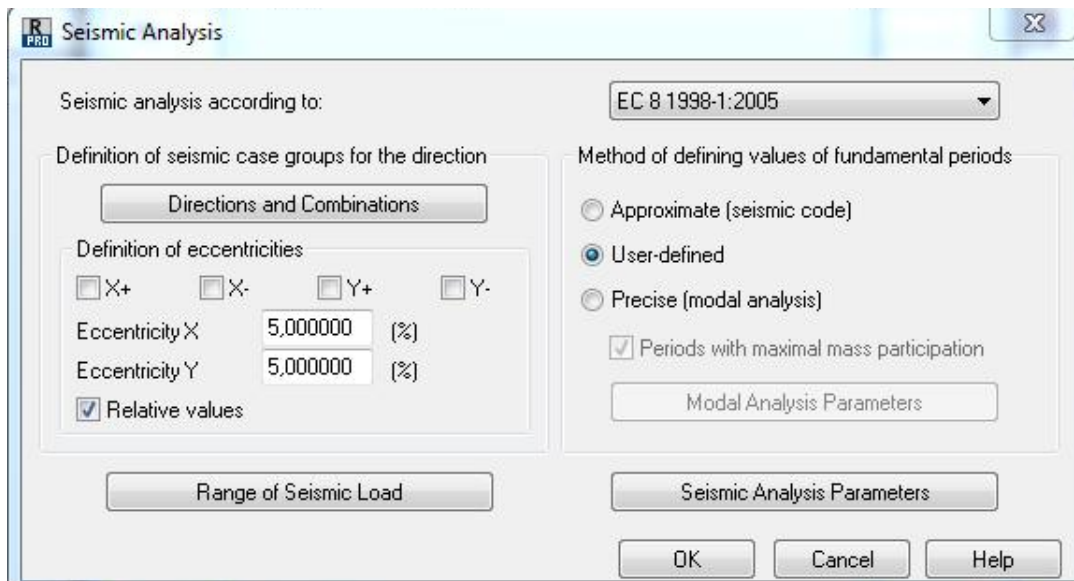 R PRO Seismic Analysis
Seismic analysis according to:
EC 8 1998-1:2005
Definition of seismic case groups for the direction
Directions and Combinations
Definition of eccentricities
X+ X- Y+ Y-
Eccentricity X 5,000000 (%)
Eccentricity Y 5,000000 (%)
Relative values
Method of defining values of fundamental periods
Approximate (seismic code)
User-defined
Precise (modal analysis)
Periods with maximal mass participation
Modal Analysis Parameters
Range of Seismic Load
Seismic Analysis Parameters
OK Cancel Help